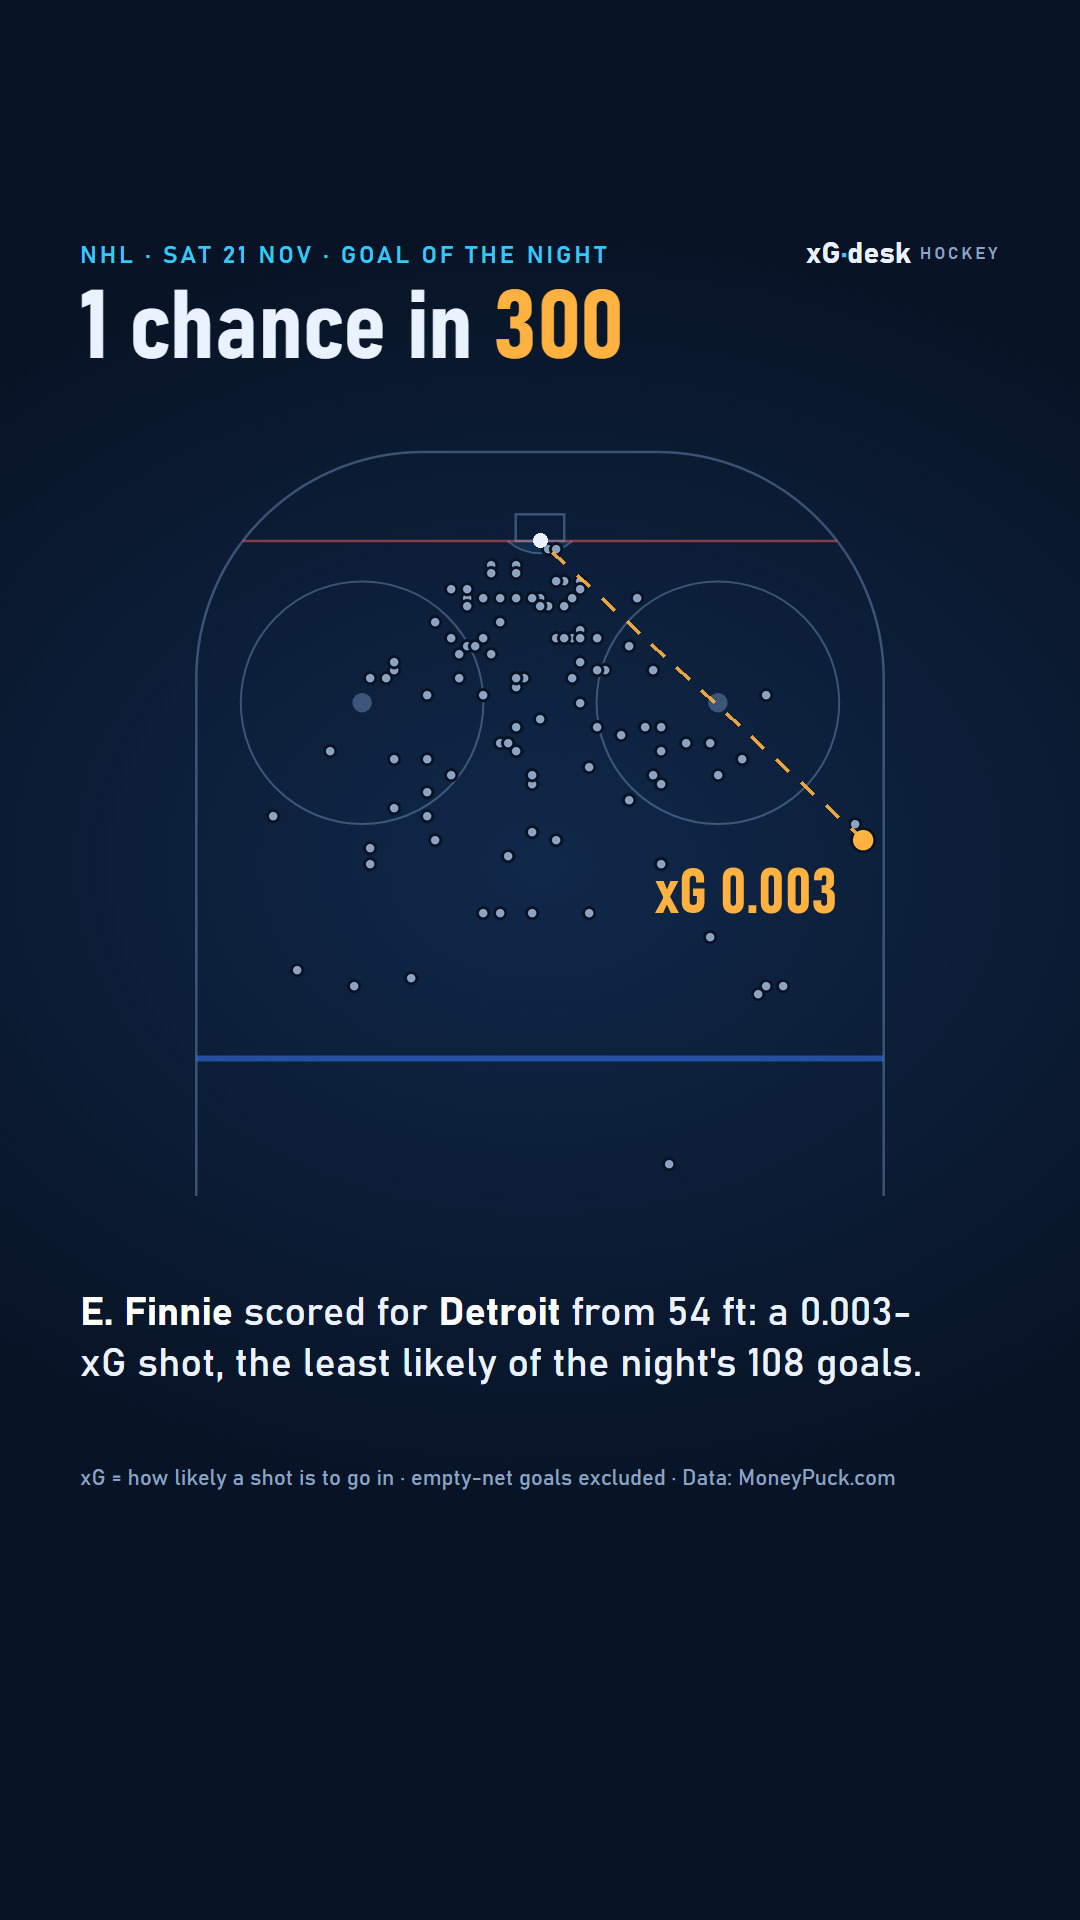 NHL · SAT 21 NOV · GOAL OF THE NIGHT
xG·desk HOCKEY
1 chance in 300
xG 0.003
E. Finnie scored for Detroit from 54 ft: a 0.003-
xG shot, the least likely of the night's 108 goals.
xG = how likely a shot is to go in · empty-net goals excluded · Data: MoneyPuck.com